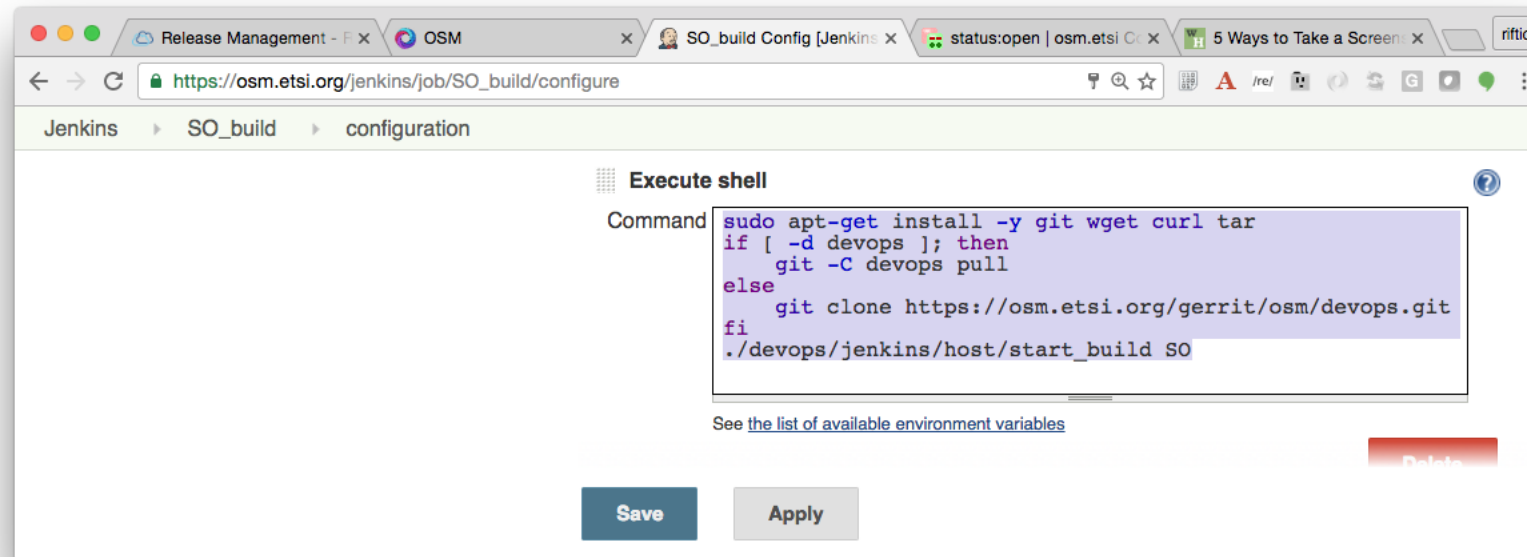 Release Management - R
OSM
SO_build Config [Jenkins
status:open | osm.etsi Co
5 Ways to Take a Screens
riftio
https://osm.etsi.org/jenkins/job/SO_build/configure
/re/
Jenkins
SO_build
configuration
Execute shell
Command
sudo apt-get install -y git wget curl tar
if [ -d devops ]; then
    git -C devops pull
else
    git clone https://osm.etsi.org/gerrit/osm/devops.git
fi
./devops/jenkins/host/start_build SO
See the list of available environment variables
Delete
Save
Apply